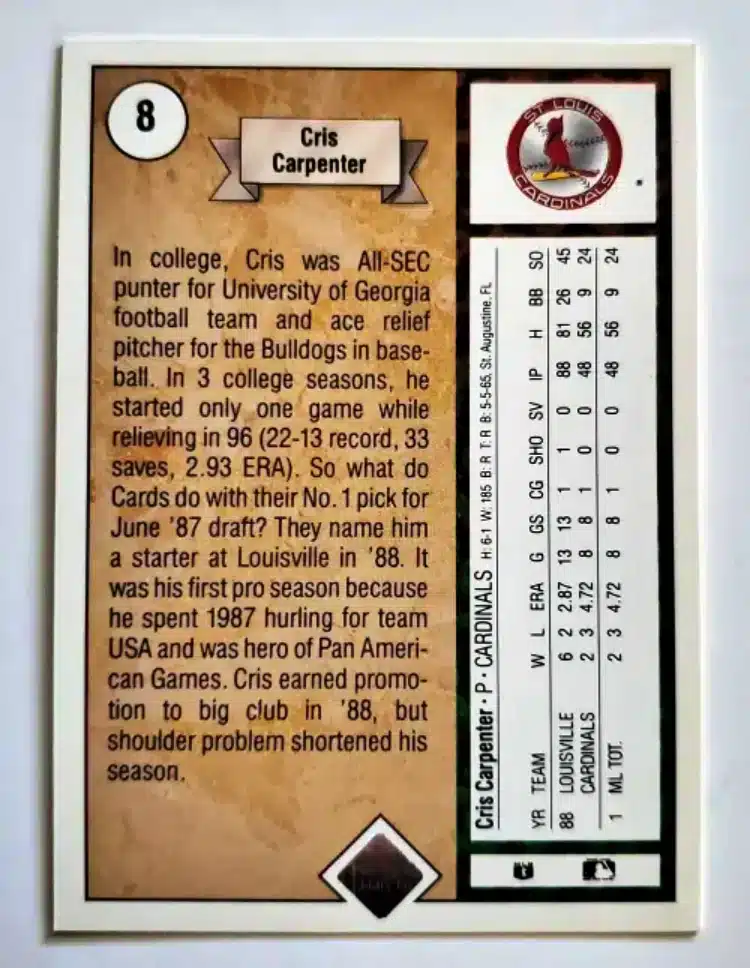 8
Cris
Carpenter
In college, Cris was All-SEC
punter for University of Georgia
football team and ace relief
pitcher for the Bulldogs in base-
ball. In 3 college seasons, he
started only one game while
relieving in 96 (22-13 record, 33
saves, 2.93 ERA). So what do
Cards do with their No. 1 pick for
June '87 draft? They name him
a starter at Louisville in '88. It
was his first pro season because
he spent 1987 hurling for team
USA and was hero of Pan Ameri-
can Games. Cris earned promo-
tion to big club in '88, but
shoulder problem shortened his
season.
ST. LOUIS
CARDINALS
Cris Carpenter • P • CARDINALS H: 6-1 W: 185 B: R T: R B: 5-5-65, St. Augustine, FL
YR TEAM W L ERA G GS CG SHO SV IP H BB SO
88 LOUISVILLE 6 2 2.87 13 13 1 1 0 88 81 26 45
CARDINALS 2 3 4.72 8 8 1 0 0 48 56 9 24
1 ML TOT. 2 3 4.72 8 8 1 0 0 48 56 9 24